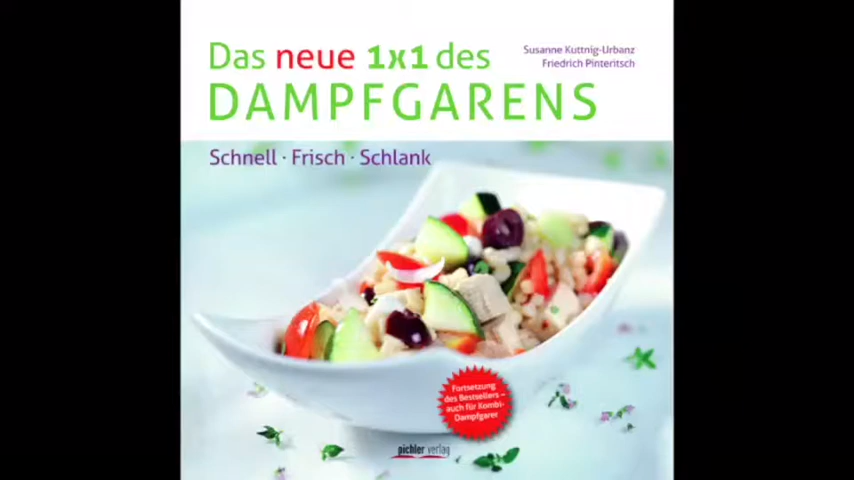 Das neue 1x1 des
DAMPFGARENS
Susanne Kuttnig-Urbanz
Friedrich Pinteritsch
Schnell · Frisch · Schlank
Fortsetzung
des Bestsellers –
auch für Kombi-
Dampfgarer
pichler verlag